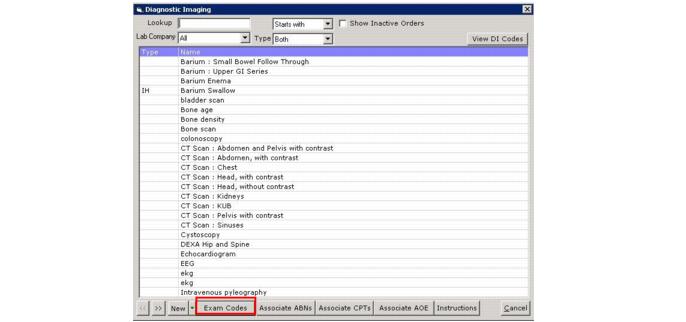 Diagnostic Imaging
Lookup Starts with Show Inactive Orders
Lab Company All Type Both View DI Codes
Type Name
Barium : Small Bowel Follow Through
Barium : Upper GI Series
Barium Enema
IH Barium Swallow
bladder scan
Bone age
Bone density
Bone scan
colonoscopy
CT Scan : Abdomen and Pelvis with contrast
CT Scan : Abdomen, with contrast
CT Scan : Chest
CT Scan : Head, with contrast
CT Scan : Head, without contrast
CT Scan : Kidneys
CT Scan : KUB
CT Scan : Pelvis with contrast
CT Scan : Sinuses
Cystoscopy
DEXA Hip and Spine
Echocardiogram
EEG
ekg
ekg
Intravenous pyleography
<< >> New Exam Codes Associate ABNs Associate CPTs Associate AOE Instructions Cancel